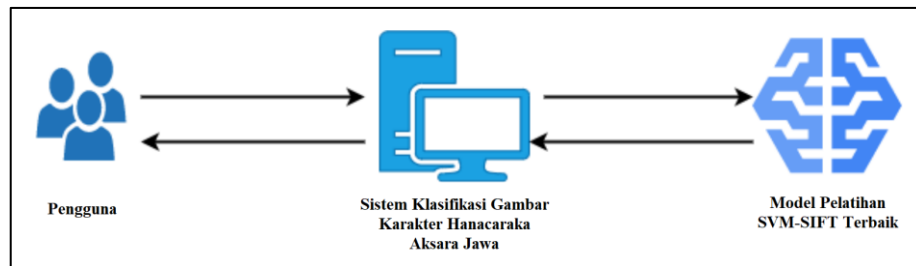 Pengguna
Sistem Klasifikasi Gambar
Karakter Hanacaraka
Aksara Jawa
Model Pelatihan
SVM-SIFT Terbaik